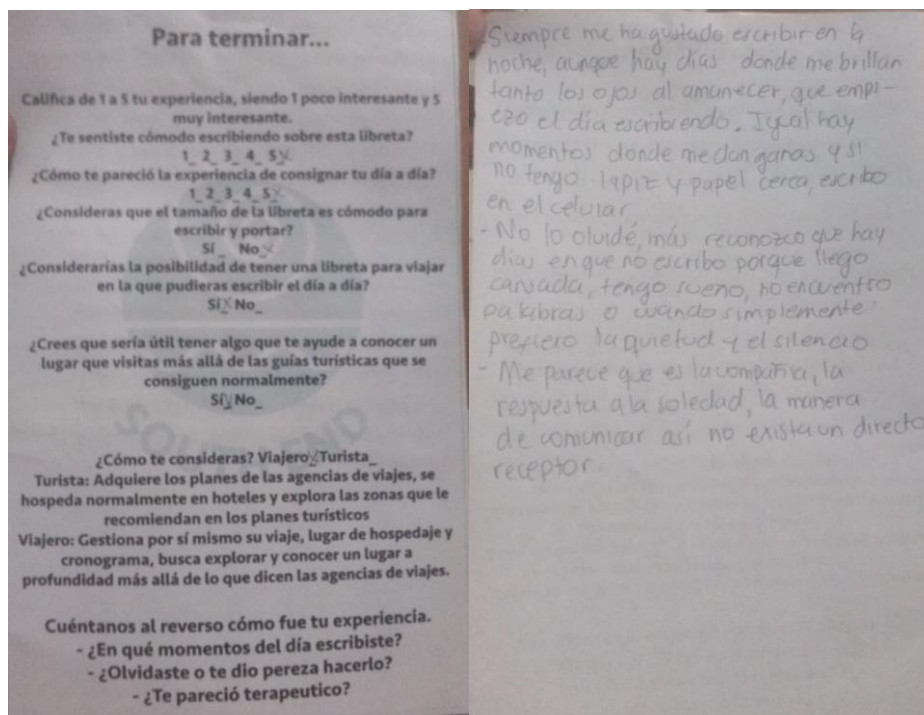 Para terminar...
Califica de 1 a 5 tu experiencia, siendo 1 poco interesante y 5
muy interesante.
¿Te sentiste cómodo escribiendo sobre esta libreta?
1_ 2_ 3_ 4_ 5X
¿Cómo te pareció la experiencia de consignar tu día a día?
1_2_3_4_5X
¿Consideras que el tamaño de la libreta es cómodo para
escribir y portar?
Sí_ NoX
¿Considerarías la posibilidad de tener una libreta para viajar
en la que pudieras escribir el día a día?
SíX No_
¿Crees que sería útil tener algo que te ayude a conocer un
lugar que visitas más allá de las guías turísticas que se
consiguen normalmente?
SíX No_
¿Cómo te consideras? ViajeroX Turista_
Turista: Adquiere los planes de las agencias de viajes, se
hospeda normalmente en hoteles y explora las zonas que le
recomiendan en los planes turísticos
Viajero: Gestiona por sí mismo su viaje, lugar de hospedaje y
cronograma, busca explorar y conocer un lugar a
profundidad más allá de lo que dicen las agencias de viajes.
Cuéntanos al reverso cómo fue tu experiencia.
- ¿En qué momentos del día escribiste?
- ¿Olvidaste o te dio pereza hacerlo?
- ¿Te pareció terapeutico?
Siempre me ha gustado escribir en la
noche, aunque hay días donde me brillan
tanto los ojos al amanecer, que empi-
ezo el día escribiendo. Igual hay
momentos donde me dan ganas y si
no tengo lapiz y papel cerca, escribo
en el celular
- No lo olvidé, más reconozco que hay
días en que no escribo porque llego
cansada, tengo sueño, no encuentro
palabras o cuando simplemente
prefiero la quietud y el silencio
- Me parece que es la compañía, la
respuesta a la soledad, la manera
de comunicar así no exista un directo
receptor.